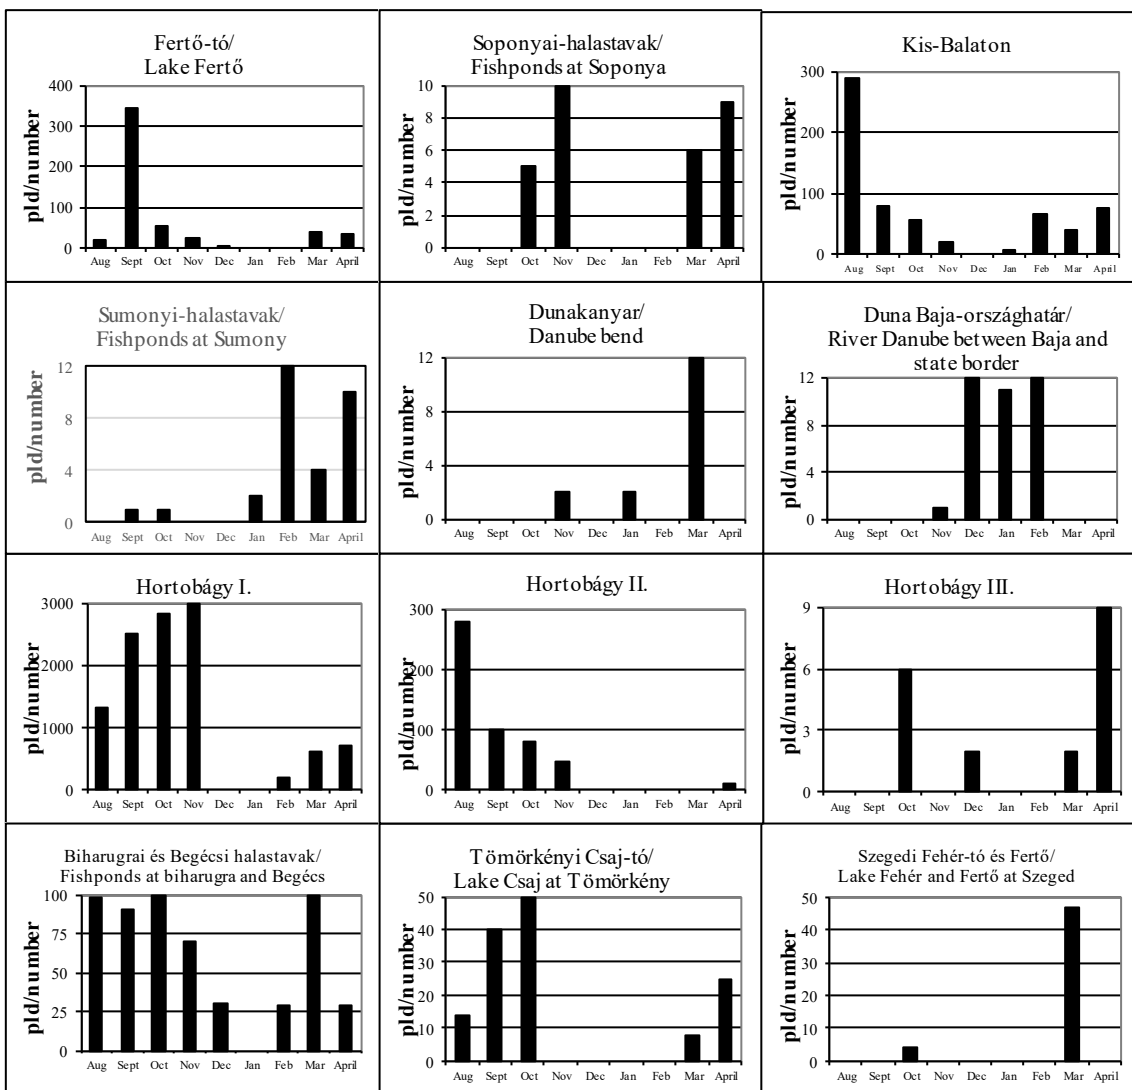 Fertő-tó/
Lake Fertő
pld/number
400
300
200
100
0
Aug Sept Oct Nov Dec Jan Feb Mar April
Soponyai-halastavak/
Fishponds at Soponya
pld/number
10
8
6
4
2
0
Aug Sept Oct Nov Dec Jan Feb Mar April
Kis-Balaton
pld/number
300
200
100
0
Aug Sept Oct Nov Dec Jan Feb Mar April
Sumonyi-halastavak/
Fishponds at Sumony
pld/number
12
8
4
0
Aug Sept Oct Nov Dec Jan Feb Mar April
Dunakanyar/
Danube bend
pld/number
12
8
4
0
Aug Sept Oct Nov Dec Jan Feb Mar April
Duna Baja-országhatár/
River Danube between Baja and
state border
pld/number
12
8
4
0
Aug Sept Oct Nov Dec Jan Feb Mar April
Hortobágy I.
pld/number
3000
2000
1000
0
Aug Sept Oct Nov Dec Jan Feb Mar April
Hortobágy II.
pld/number
300
200
100
0
Aug Sept Oct Nov Dec Jan Feb Mar April
Hortobágy III.
pld/number
9
6
3
0
Aug Sept Oct Nov Dec Jan Feb Mar April
Biharugrai és Begécsi halastavak/
Fishponds at biharugra and Begécs
pld/number
100
75
50
25
0
Aug Sept Oct Nov Dec Jan Feb Mar April
Tömörkényi Csaj-tó/
Lake Csaj at Tömörkény
pld/number
50
40
30
20
10
0
Aug Sept Oct Nov Dec Jan Feb Mar April
Szegedi Fehér-tó és Fertő/
Lake Fehér and Fertő at Szeged
pld/number
50
40
30
20
10
0
Aug Sept Oct Nov Dec Jan Feb Mar April